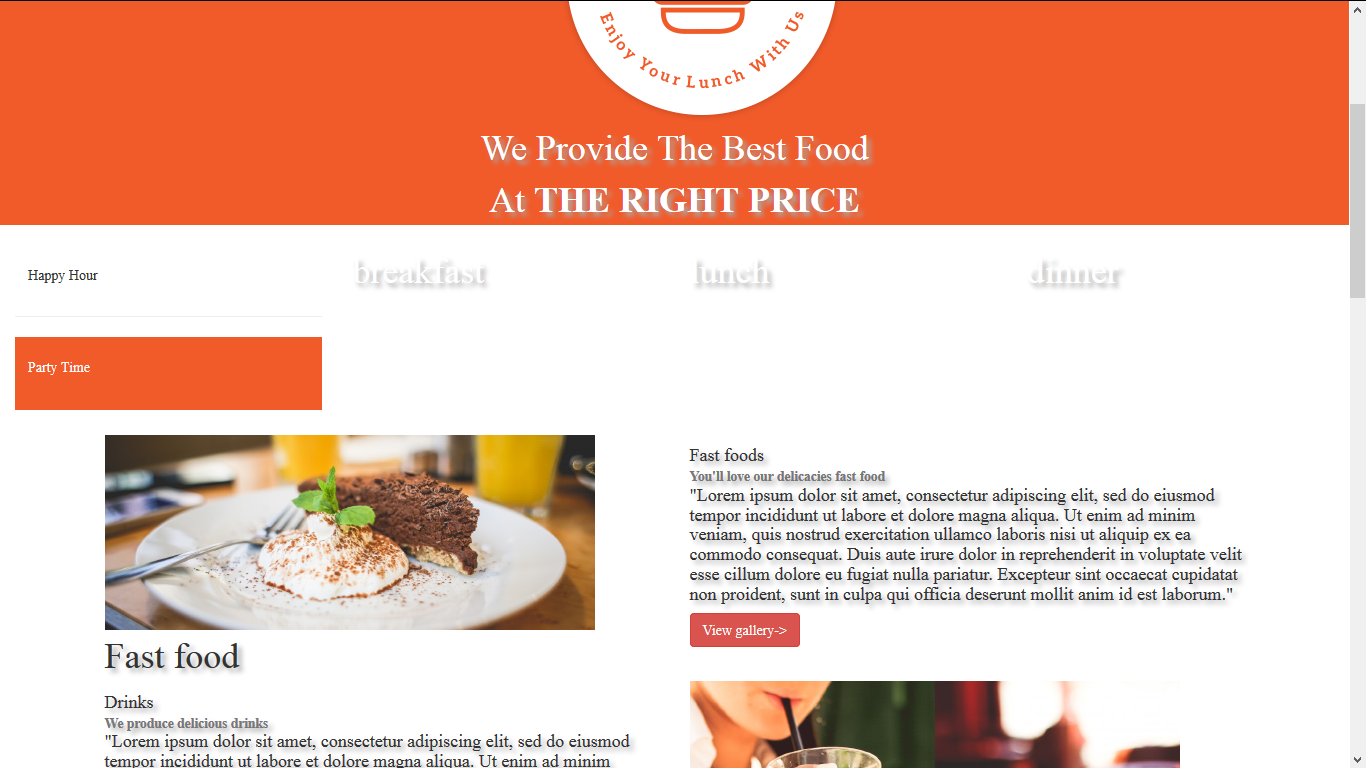 Enjoy Your Lunch With Us
We Provide The Best Food
At THE RIGHT PRICE
Happy Hour
breakfast
lunch
dinner
Party Time
Fast food
Drinks
We produce delicious drinks
"Lorem ipsum dolor sit amet, consectetur adipiscing elit, sed do eiusmod
tempor incididunt ut labore et dolore magna aliqua. Ut enim ad minim
Fast foods
You'll love our delicacies fast food
"Lorem ipsum dolor sit amet, consectetur adipiscing elit, sed do eiusmod
tempor incididunt ut labore et dolore magna aliqua. Ut enim ad minim
veniam, quis nostrud exercitation ullamco laboris nisi ut aliquip ex ea
commodo consequat. Duis aute irure dolor in reprehenderit in voluptate velit
esse cillum dolore eu fugiat nulla pariatur. Excepteur sint occaecat cupidatat
non proident, sunt in culpa qui officia deserunt mollit anim id est laborum."
View gallery->